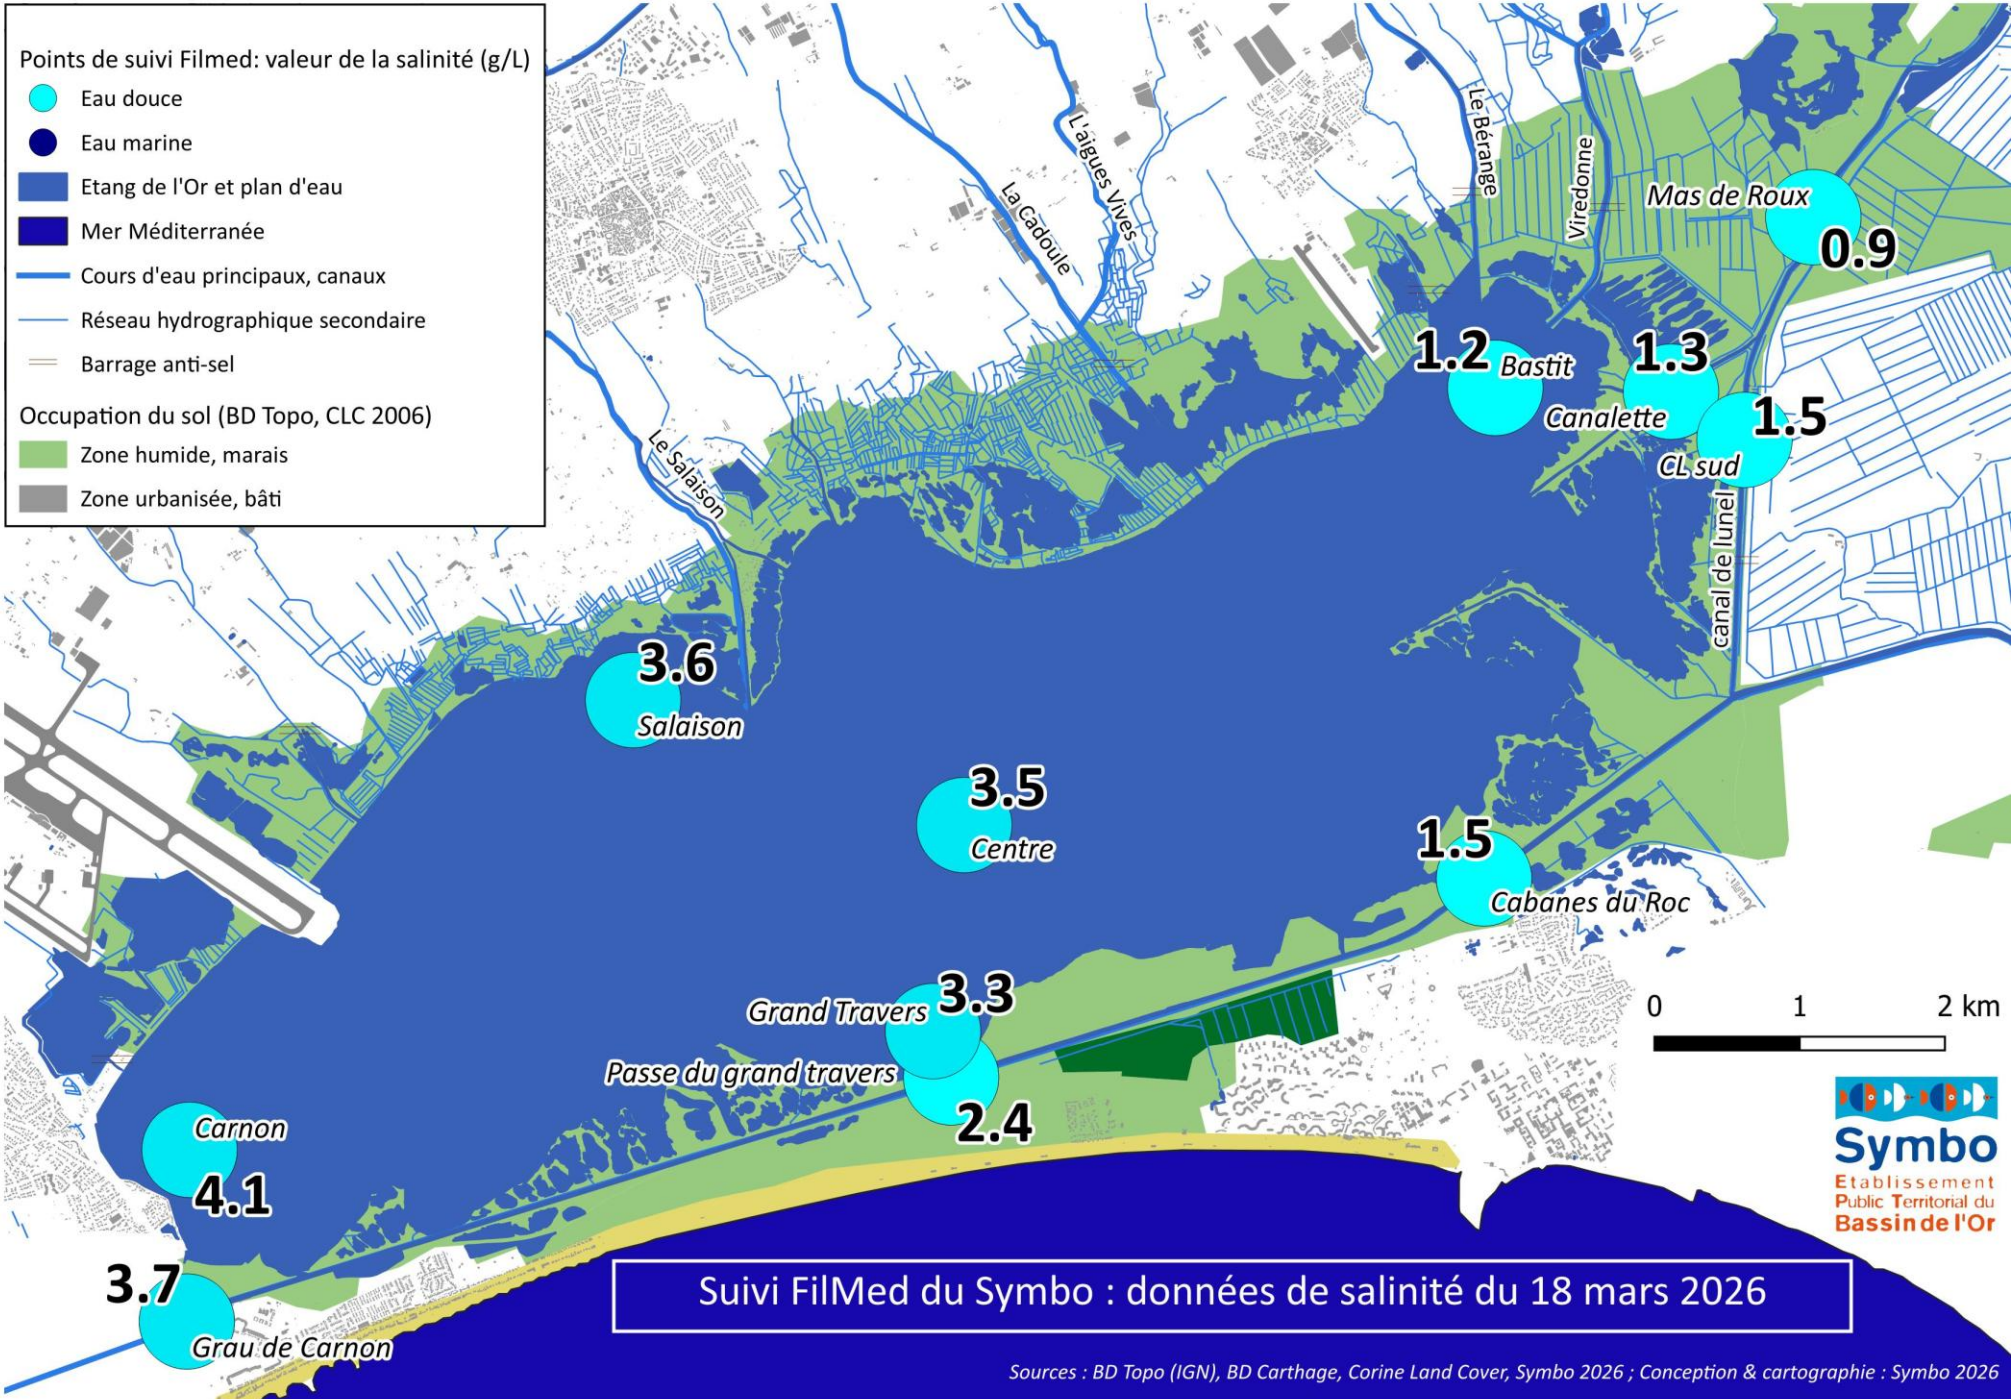 Points de suivi Filmed: valeur de la salinité (g/L)
Eau douce
Eau marine
Etang de l'Or et plan d'eau
Mer Méditerranée
Cours d'eau principaux, canaux
Réseau hydrographique secondaire
Barrage anti-sel
Occupation du sol (BD Topo, CLC 2006)
Zone humide, marais
Zone urbanisée, bâti
Le Bérange
L'aigues Vives
Viredonne
La Cadoule
Mas de Roux
0.9
1.2
Bastit
1.3
Canalette
1.5
CL sud
Le Salaison
canal de lunel
3.6
Salaison
3.5
Centre
1.5
Cabanes du Roc
3.3
Grand Travers
Passe du grand travers
2.4
0 1 2 km
Carnon
4.1
3.7
Grau de Carnon
Symbo
Etablissement
Public Territorial du
Bassin de l'Or
Suivi FilMed du Symbo : données de salinité du 18 mars 2026
Sources : BD Topo (IGN), BD Carthage, Corine Land Cover, Symbo 2026 ; Conception & cartographie : Symbo 2026